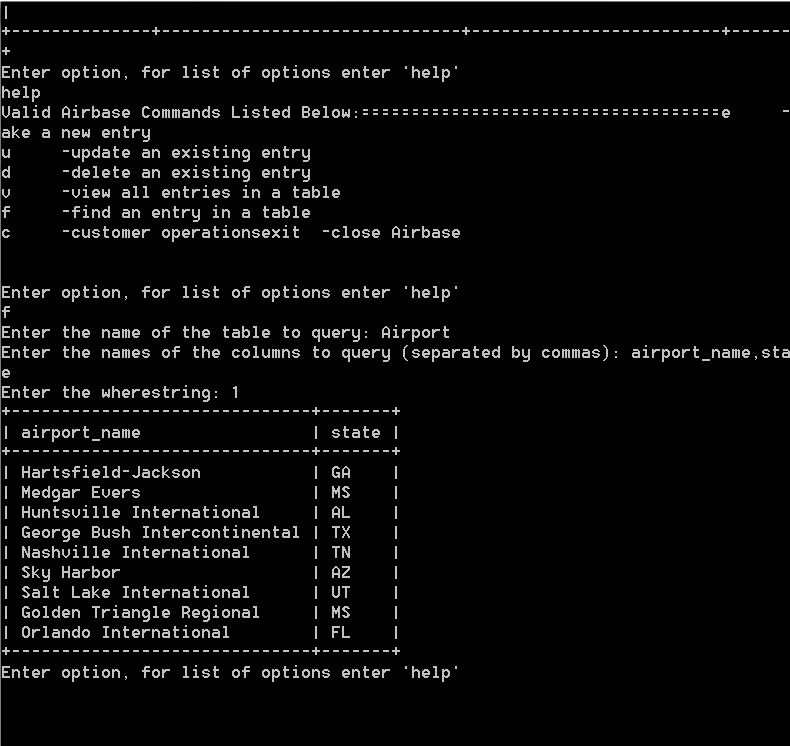 |
+--------------+------------------------------+-------------------------+------
+
Enter option, for list of options enter 'help'
help
Valid Airbase Commands Listed Below:====================================e     -
ake a new entry
u     -update an existing entry
d     -delete an existing entry
v     -view all entries in a table
f     -find an entry in a table
c     -customer operationsexit  -close Airbase
Enter option, for list of options enter 'help'
f
Enter the name of the table to query: Airport
Enter the names of the columns to query (separated by commas): airport_name,sta
e
Enter the wherestring: 1
+------------------------------+-------+
| airport_name                 | state |
+------------------------------+-------+
| Hartsfield-Jackson           | GA    |
| Medgar Evers                 | MS    |
| Huntsville International     | AL    |
| George Bush Intercontinental | TX    |
| Nashville International      | TN    |
| Sky Harbor                   | AZ    |
| Salt Lake International      | UT    |
| Golden Triangle Regional     | MS    |
| Orlando International        | FL    |
+------------------------------+-------+
Enter option, for list of options enter 'help'